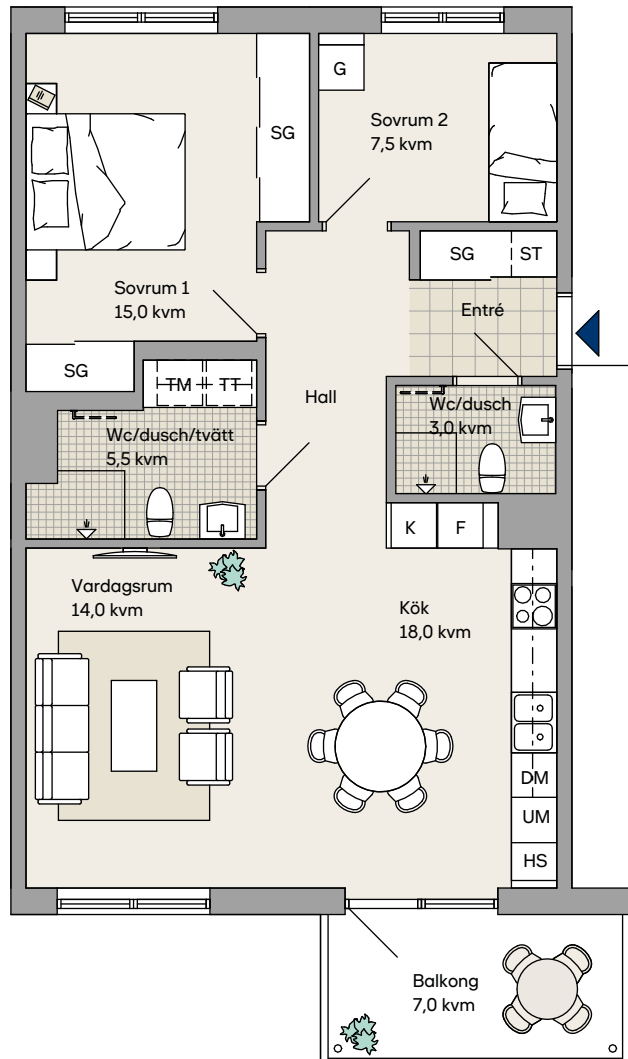 G
SG
Sovrum 2
7,5 kvm
SG
ST
Sovrum 1
15,0 kvm
Entré
SG
TM
TT
Hall
Wc/dusch
3,0 kvm
Wc/dusch/tvätt
5,5 kvm
K
F
Vardagsrum
14,0 kvm
Kök
18,0 kvm
DM
UM
HS
Balkong
7,0 kvm